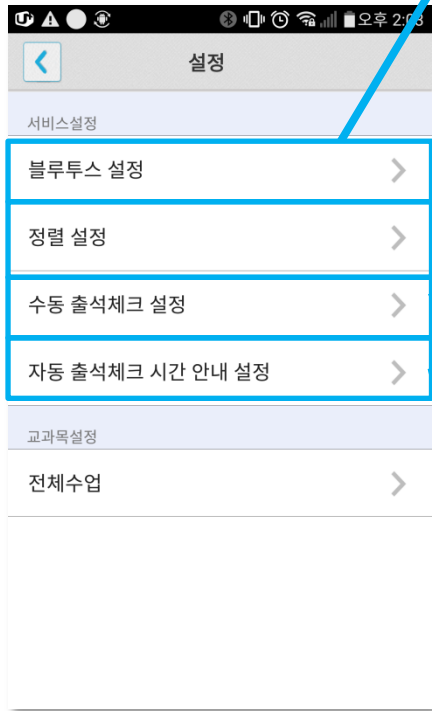 오후 2:03
설정
서비스설정
블루투스 설정
정렬 설정
수동 출석체크 설정
자동 출석체크 시간 안내 설정
교과목설정
전체수업